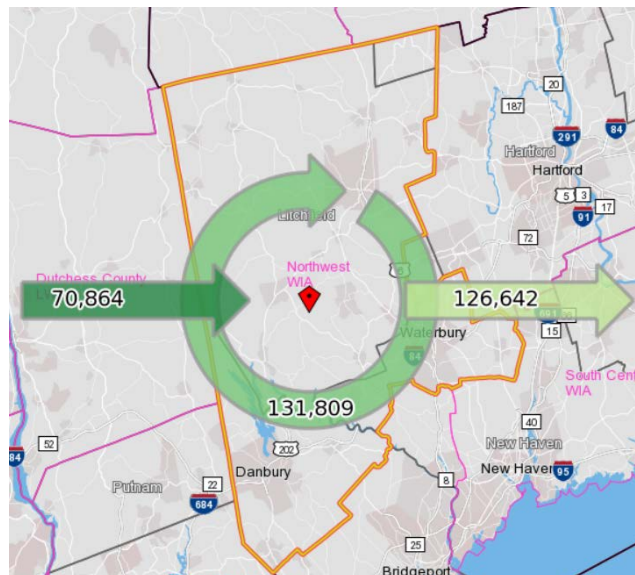 20
187
84
291
Hartford
Hartford
5
3
17
91
72
Litchfield
Northwest
WIA
Dutchess County
70,864
126,642
Waterbury
691
15
84
South Cent
WIA
131,809
40
52
202
New Haven
Danbury
New Haven
95
84
22
8
Putnam
684
25
Bridgeport